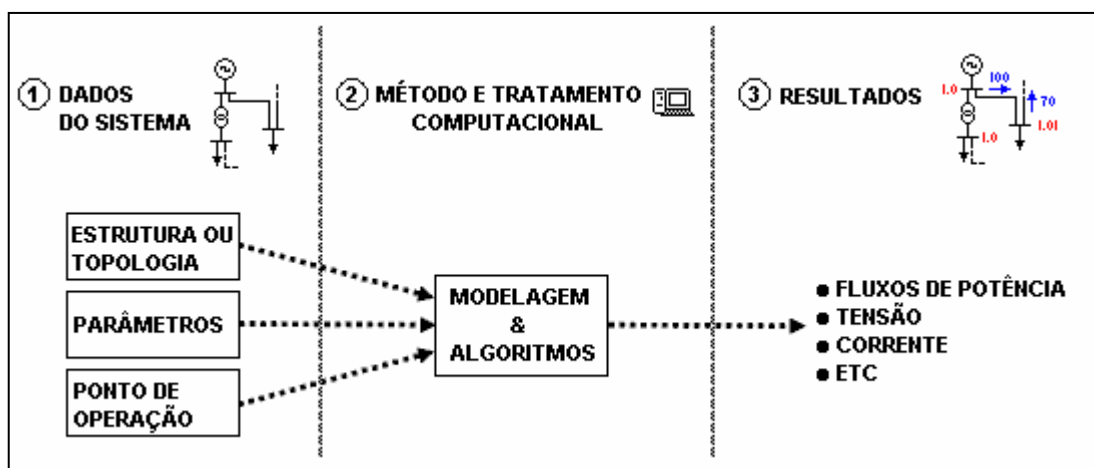 1 DADOS
DO SISTEMA
2 MÉTODO E TRATAMENTO
COMPUTACIONAL
3 RESULTADOS
1.0
100
70
1.0
1.01
ESTRUTURA OU
TOPOLOGIA
PARÂMETROS
PONTO DE
OPERAÇÃO
MODELAGEM
&
ALGORITMOS
● FLUXOS DE POTÊNCIA
● TENSÃO
● CORRENTE
● ETC